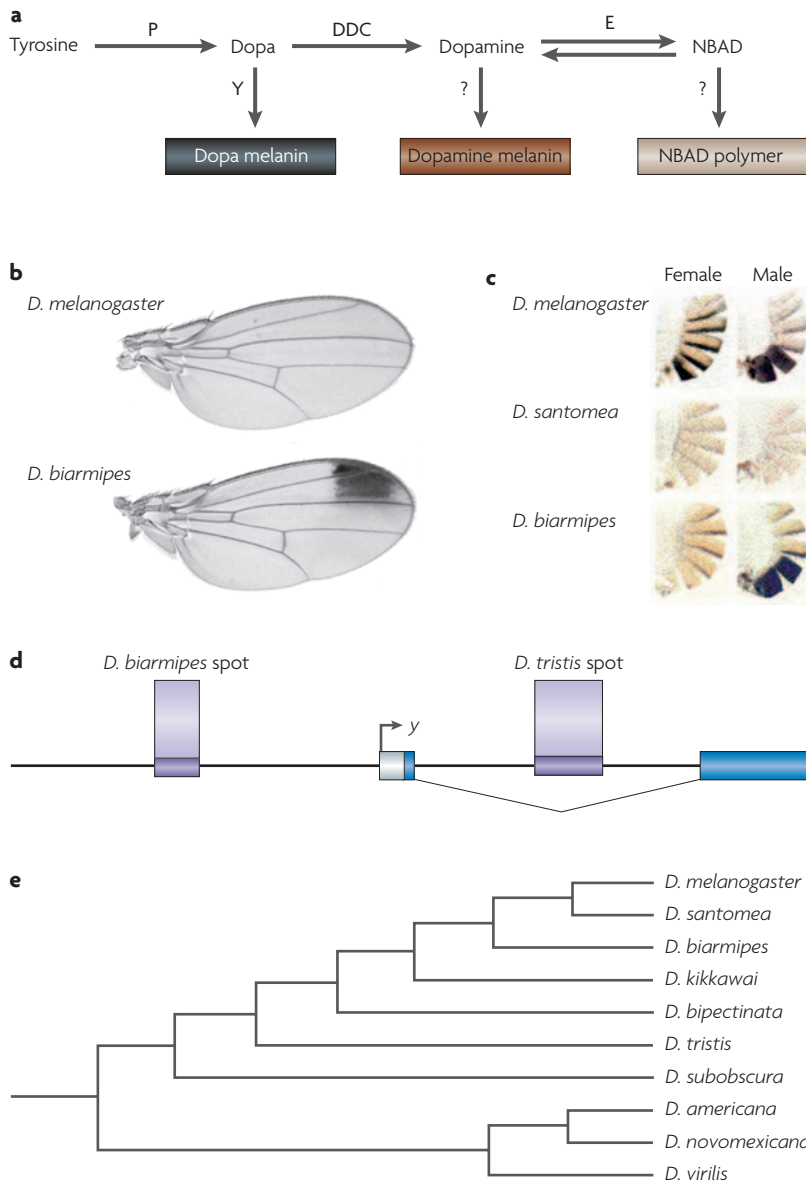 a
P DDC E
Tyrosine Dopa Dopamine NBAD
Y ? ?
Dopa melanin Dopamine melanin NBAD polymer
b
D. melanogaster
D. biarmipes
c
Female Male
D. melanogaster
D. santomea
D. biarmipes
d
D. biarmipes spot D. tristis spot
y
e
D. melanogaster
D. santomea
D. biarmipes
D. kikkawai
D. bipectinata
D. tristis
D. subobscura
D. americana
D. novomexicana
D. virilis